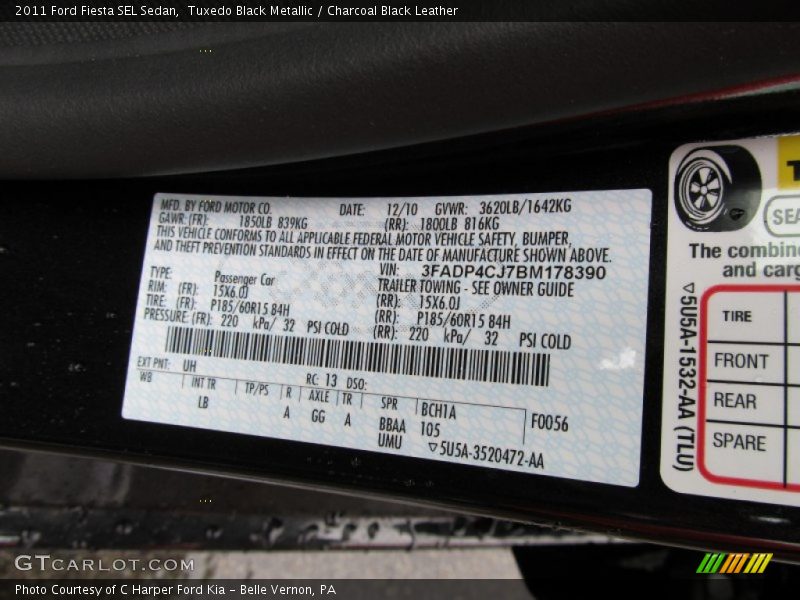 2011 Ford Fiesta SEL Sedan,  Tuxedo Black Metallic / Charcoal Black Leather
MFD. BY FORD MOTOR CO. DATE: 12/10 GVWR: 3620LB/1642KG
GAWR: (FR): 1850LB 839KG (RR): 1800LB 816KG
THIS VEHICLE CONFORMS TO ALL APPLICABLE FEDERAL MOTOR VEHICLE SAFETY, BUMPER,
AND THEFT PREVENTION STANDARDS IN EFFECT ON THE DATE OF MANUFACTURE SHOWN ABOVE.
VIN: 3FADP4CJ7BM178390
TYPE: Passenger Car TRAILER TOWING - SEE OWNER GUIDE
RIM: (FR): 15X6.0J (RR): 15X6.0J
TIRE: (FR): P185/60R15 84H (RR): P185/60R15 84H
PRESSURE: (FR): 220 kPa/ 32 PSI COLD (RR): 220 kPa/ 32 PSI COLD
EXT PNT: UH RC: 13 DSO:
WB INT TR TP/PS R AXLE TR SPR BCH1A F0056
LB A GG A BBAA 105
UMU ▽5U5A-3520472-AA
SEA
The combine
and carg
TIRE
FRONT
REAR
SPARE
▽5U5A-1532-AA (TLU)
GTCARLOT.COM
Photo Courtesy of C Harper Ford Kia – Belle Vernon, PA